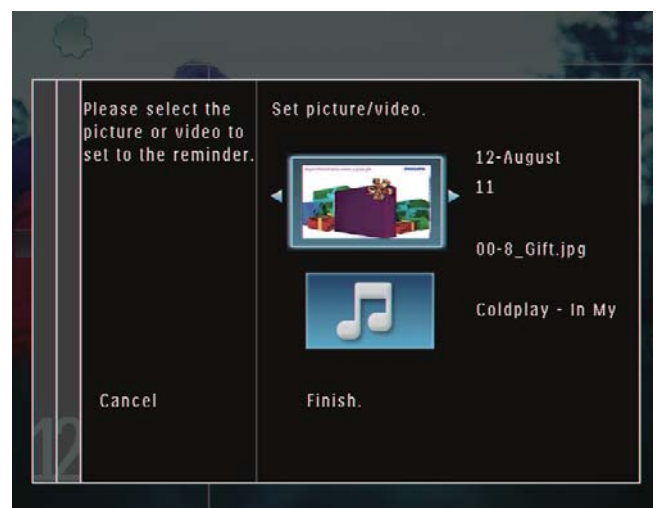 Please select the
picture or video to
set to the reminder.
Cancel
Set picture/video.
12-August
11
00-8_Gift.jpg
Coldplay - In My
Finish.
12